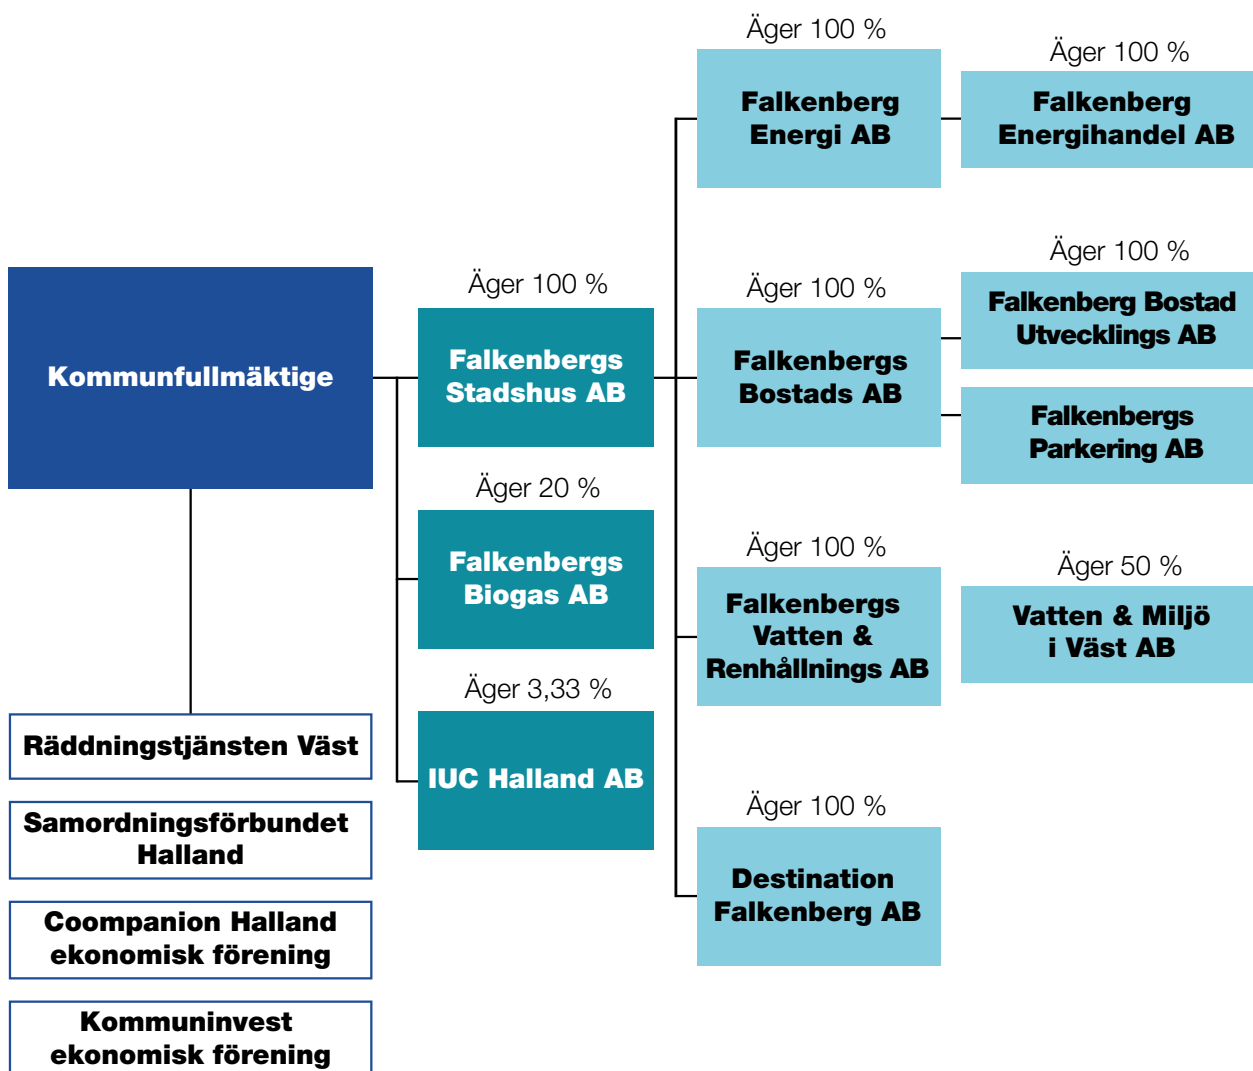 Kommunfullmäktige
Räddningstjänsten Väst
Samordningsförbundet
Halland
Coompanion Halland
ekonomisk förening
Kommuninvest
ekonomisk förening
Äger 100 %
Falkenbergs
Stadshus AB
Äger 20 %
Falkenbergs
Biogas AB
Äger 3,33 %
IUC Halland AB
Äger 100 %
Falkenberg
Energi AB
Äger 100 %
Falkenberg
Energihandel AB
Äger 100 %
Falkenbergs
Bostads AB
Äger 100 %
Falkenberg Bostad
Utvecklings AB
Falkenbergs
Parkering AB
Äger 100 %
Falkenbergs
Vatten &
Renhållnings AB
Äger 50 %
Vatten & Miljö
i Väst AB
Äger 100 %
Destination
Falkenberg AB